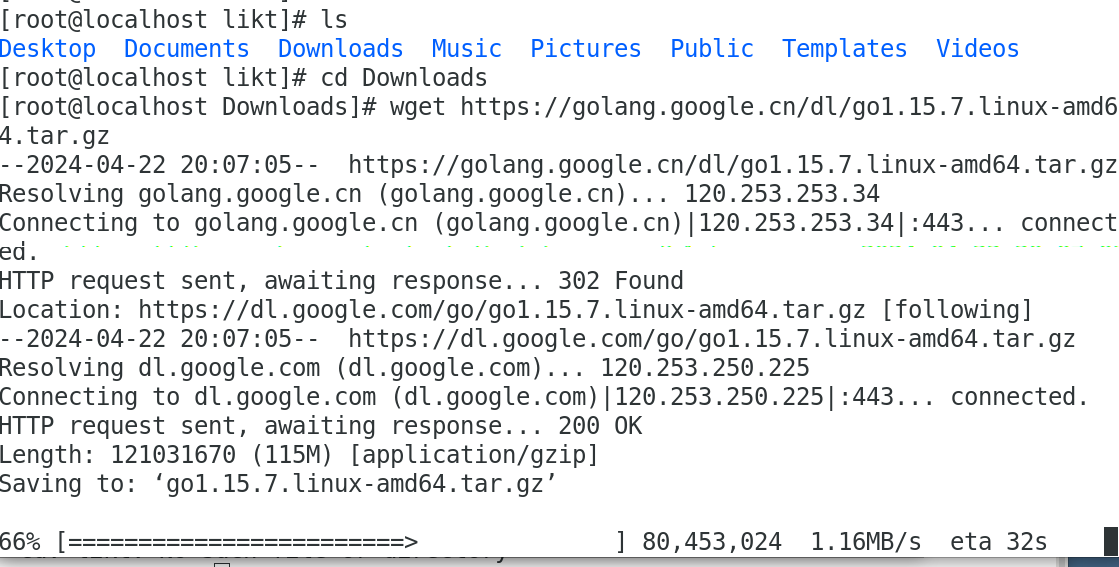 [root@localhost likt]# ls
Desktop  Documents  Downloads  Music  Pictures  Public  Templates  Videos
[root@localhost likt]# cd Downloads
[root@localhost Downloads]# wget https://golang.google.cn/dl/go1.15.7.linux-amd6
4.tar.gz
--2024-04-22 20:07:05--  https://golang.google.cn/dl/go1.15.7.linux-amd64.tar.gz
Resolving golang.google.cn (golang.google.cn)... 120.253.253.34
Connecting to golang.google.cn (golang.google.cn)|120.253.253.34|:443... connect
ed.
HTTP request sent, awaiting response... 302 Found
Location: https://dl.google.com/go/go1.15.7.linux-amd64.tar.gz [following]
--2024-04-22 20:07:05--  https://dl.google.com/go/go1.15.7.linux-amd64.tar.gz
Resolving dl.google.com (dl.google.com)... 120.253.250.225
Connecting to dl.google.com (dl.google.com)|120.253.250.225|:443... connected.
HTTP request sent, awaiting response... 200 OK
Length: 121031670 (115M) [application/gzip]
Saving to: ‘go1.15.7.linux-amd64.tar.gz’
66% [========================>              ] 80,453,024  1.16MB/s  eta 32s